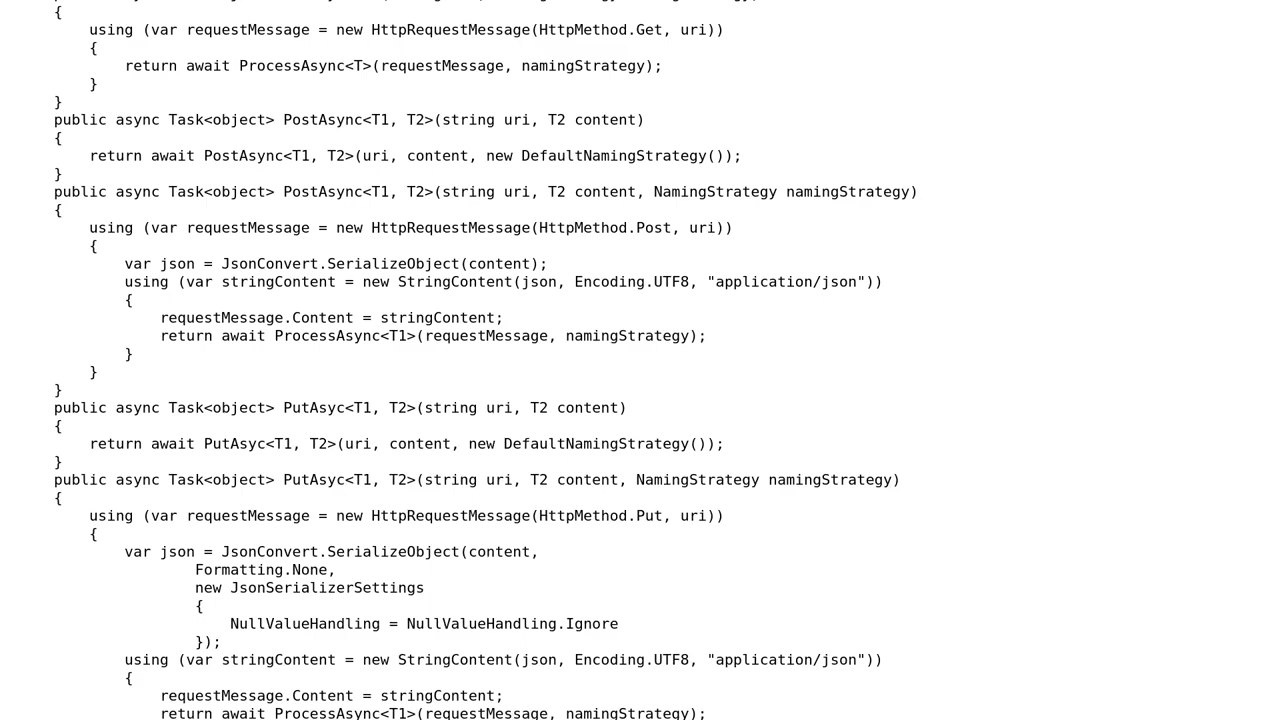 {
using (var requestMessage = new HttpRequestMessage(HttpMethod.Get, uri))
{
return await ProcessAsync<T>(requestMessage, namingStrategy);
}
}
public async Task<object> PostAsync<T1, T2>(string uri, T2 content)
{
return await PostAsync<T1, T2>(uri, content, new DefaultNamingStrategy());
}
public async Task<object> PostAsync<T1, T2>(string uri, T2 content, NamingStrategy namingStrategy)
{
using (var requestMessage = new HttpRequestMessage(HttpMethod.Post, uri))
{
var json = JsonConvert.SerializeObject(content);
using (var stringContent = new StringContent(json, Encoding.UTF8, "application/json"))
{
requestMessage.Content = stringContent;
return await ProcessAsync<T1>(requestMessage, namingStrategy);
}
}
}
public async Task<object> PutAsyc<T1, T2>(string uri, T2 content)
{
return await PutAsyc<T1, T2>(uri, content, new DefaultNamingStrategy());
}
public async Task<object> PutAsyc<T1, T2>(string uri, T2 content, NamingStrategy namingStrategy)
{
using (var requestMessage = new HttpRequestMessage(HttpMethod.Put, uri))
{
var json = JsonConvert.SerializeObject(content,
Formatting.None,
new JsonSerializerSettings
{
NullValueHandling = NullValueHandling.Ignore
});
using (var stringContent = new StringContent(json, Encoding.UTF8, "application/json"))
{
requestMessage.Content = stringContent;
return await ProcessAsync<T1>(requestMessage, namingStrategy);